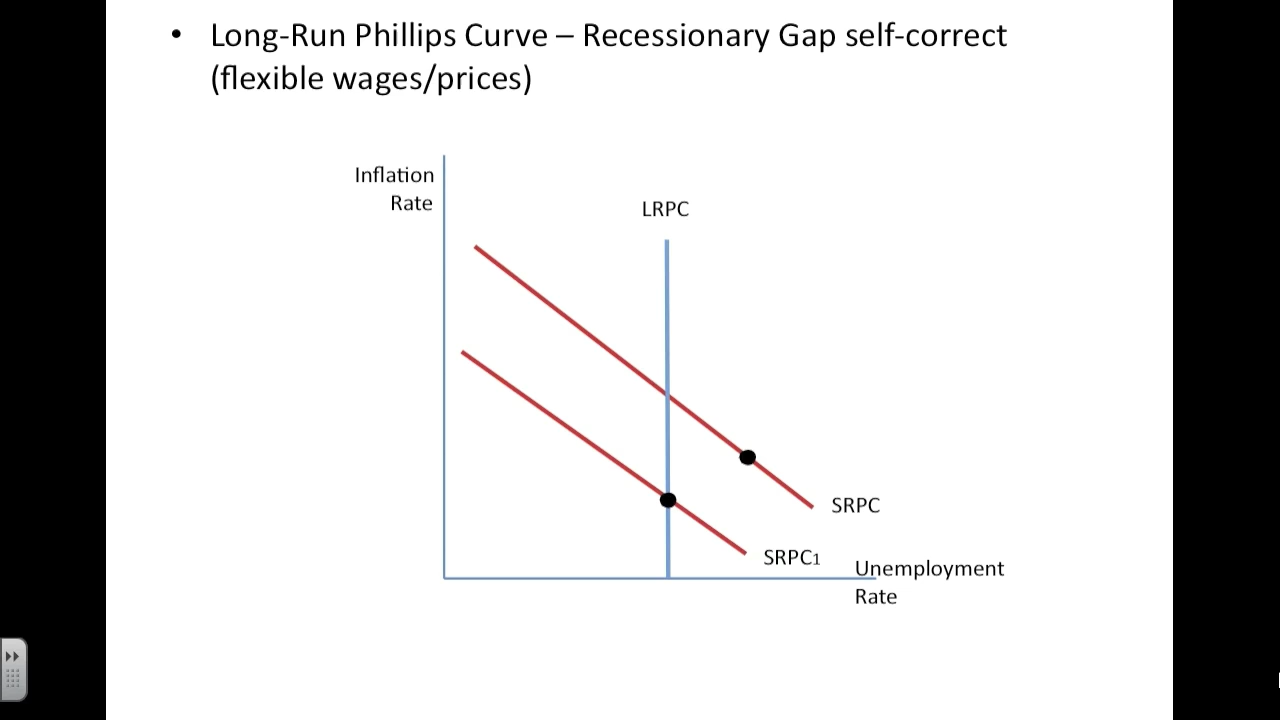 • Long-Run Phillips Curve – Recessionary Gap self-correct
(flexible wages/prices)
Inflation
Rate
LRPC
SRPC
SRPC1
Unemployment
Rate